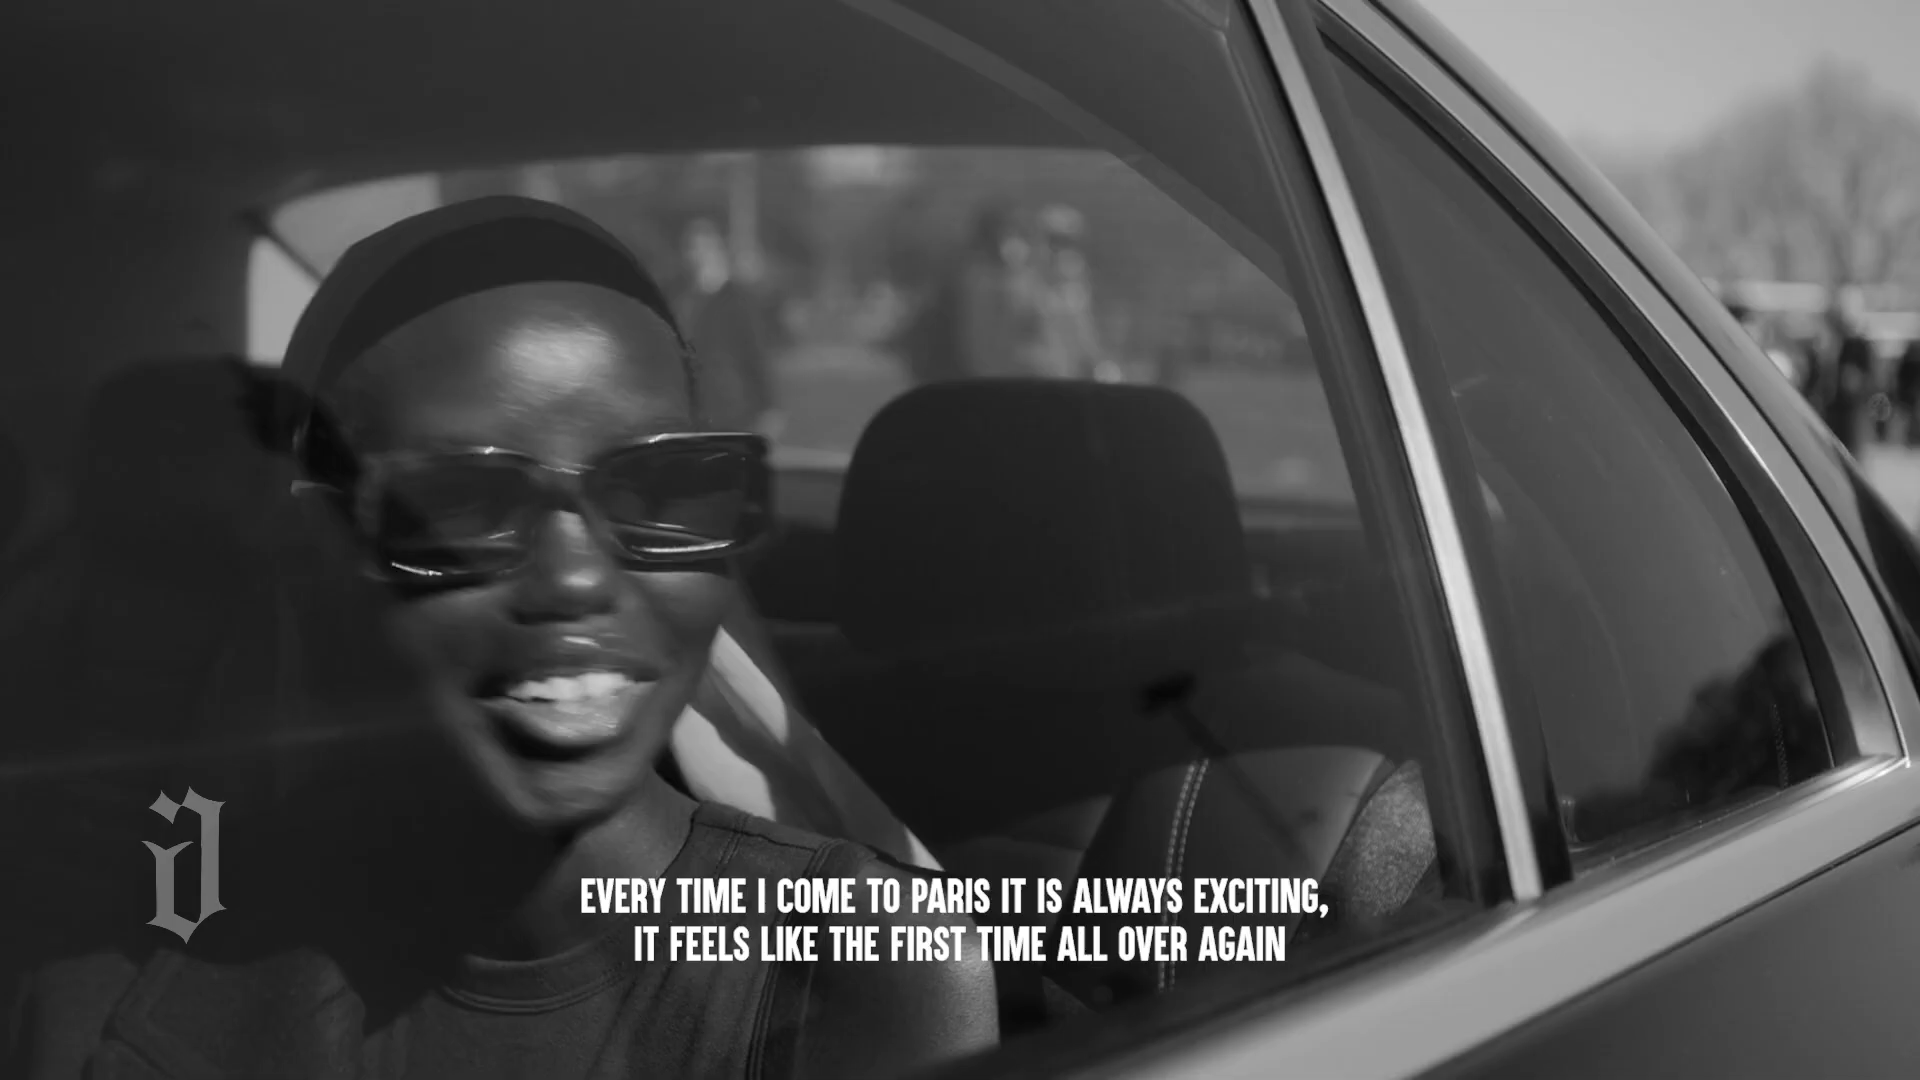 EVERY TIME I COME TO PARIS IT IS ALWAYS EXCITING,
IT FEELS LIKE THE FIRST TIME ALL OVER AGAIN